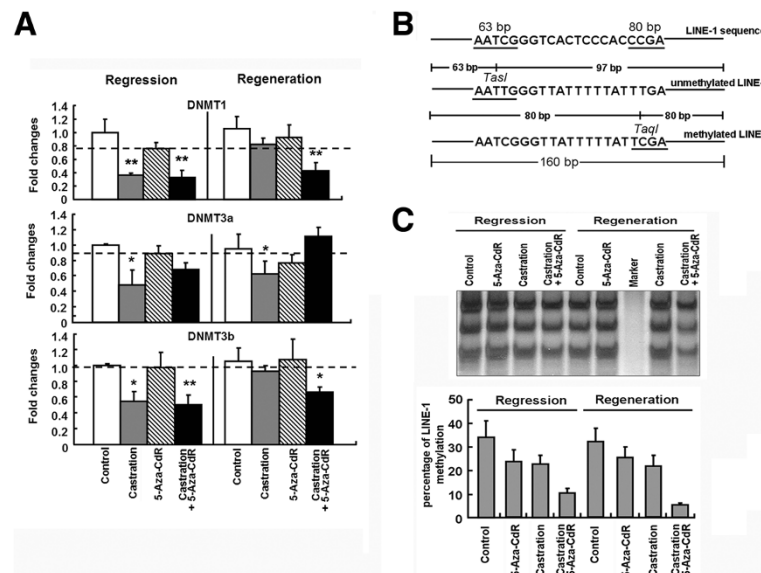 A
Regression
Regeneration
DNMT1
Fold changes
1.4
1.2
1.0
0.8
0.6
0.4
0.2
0
**
**
**
DNMT3a
Fold changes
1.4
1.2
1.0
0.8
0.6
0.4
0.2
0
*
*
DNMT3b
Fold changes
1.4
1.2
1.0
0.8
0.6
0.4
0.2
0
*
**
*
Control
Castration
5-Aza-CdR
Castration
+ 5-Aza-CdR
Control
Castration
5-Aza-CdR
Castration
+ 5-Aza-CdR
B
63 bp
80 bp
AATCGGGTCACTCCCACCCGA
LINE-1 sequence
63 bp
97 bp
TasI
AATTGGGTTATTTTTATTTGA
unmethylated LINE-
80 bp
80 bp
TaqI
AATCGGGTTATTTTTATTCGA
methylated LINE
160 bp
C
Regression
Regeneration
Control
5-Aza-CdR
Castration
Castration
+ 5-Aza-CdR
Control
5-Aza-CdR
Marker
Castration
Castration
+ 5-Aza-CdR
percentage of LINE-1
methylation
50
40
30
20
10
0
Regression
Regeneration
Control
5-Aza-CdR
Castration
Castration
5-Aza-CdR
Control
5-Aza-CdR
Castration
Castration
5-Aza-CdR